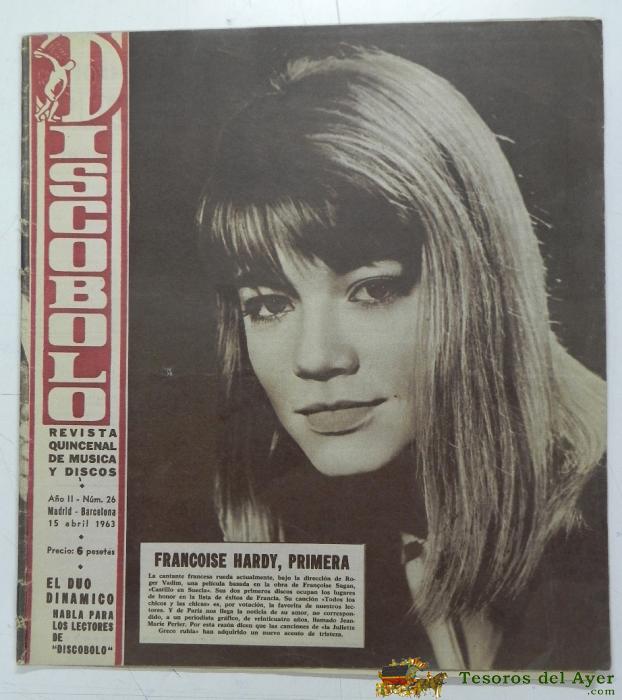 DISCOBOLO
REVISTA
QUINCENAL
DE MUSICA
Y DISCOS
Año II - Núm. 26
Madrid - Barcelona
15 abril 1963
Precio: 6 pesetas
EL DUO
DINAMICO
HABLA PARA
LOS LECTORES
DE
"DISCOBOLO"
FRANCOISE HARDY, PRIMERA
La cantante francesa rueda actualmente, bajo la dirección de Ro-
ger Vadim, una película basada en la obra de Françoise Sagan,
«Castillo en Suecia». Sus dos primeros discos ocupan los lugares
de honor en la lista de éxitos de Francia. Su canción «Todos los
chicos y las chicas» es, por votación, la favorita de nuestros lec-
tores. Y de París nos llega la noticia de su amor, no correspon-
dido, a un periodista gráfico, de veinticuatro años, llamado Jean-
Marie Perier. Por esta razón dicen que las canciones de «la Juliette
Greco rubia» han adquirido un nuevo acento de tristeza.
Tesoros del Ayer
.com